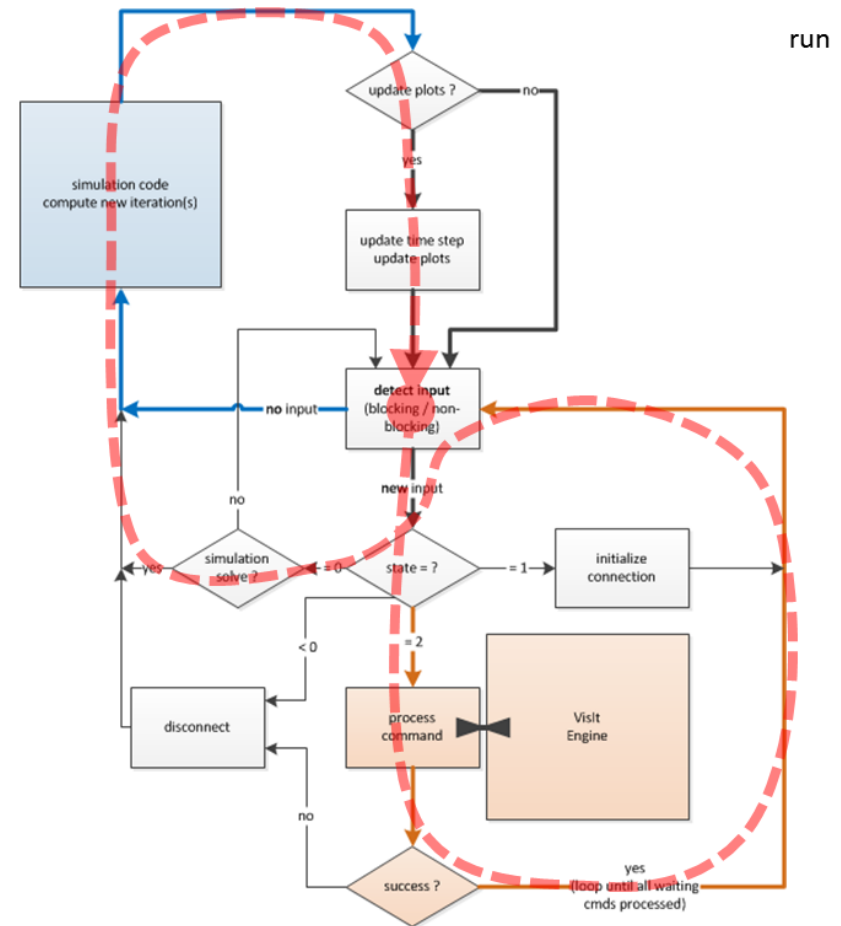 run
update plots ?
no
yes
simulation code
compute new iteration(s)
update time step
update plots
detect input
(blocking / non-
blocking)
no input
new input
no
simulation
solve ?
yes
= 0
state = ?
= 1
initialize
connection
< 0
= 2
disconnect
process
command
VisIt
Engine
no
success ?
yes
(loop until all waiting
cmds processed)